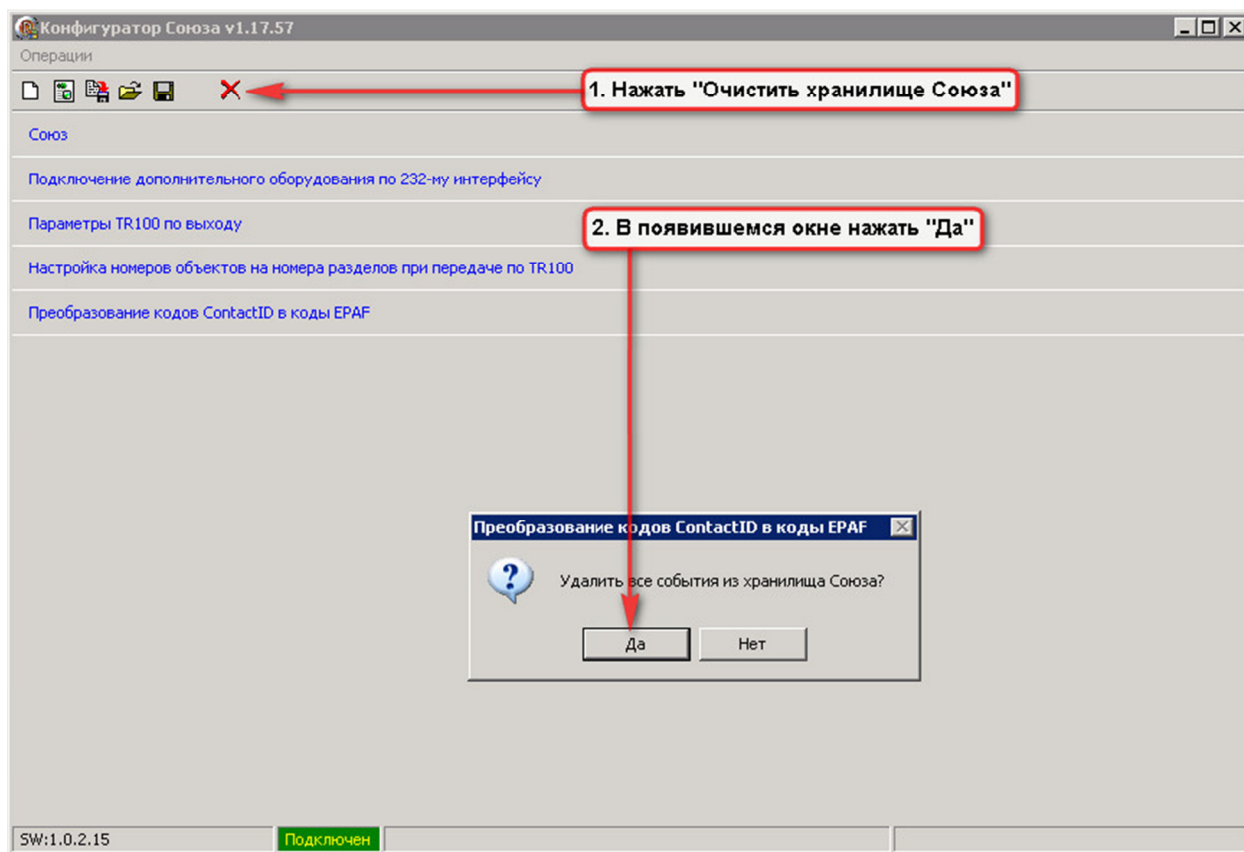 Конфигуратор Союза v1.17.57
Операции
1. Нажать "Очистить хранилище Союза"
Союз
Подключение дополнительного оборудования по 232-му интерфейсу
Параметры TR100 по выходу
2. В появившемся окне нажать "Да"
Настройка номеров объектов на номера разделов при передаче по TR100
Преобразование кодов ContactID в коды EPAF
Преобразование кодов ContactID в коды EPAF
Удалить все события из хранилища Союза?
Да
Нет
SW:1.0.2.15
Подключен